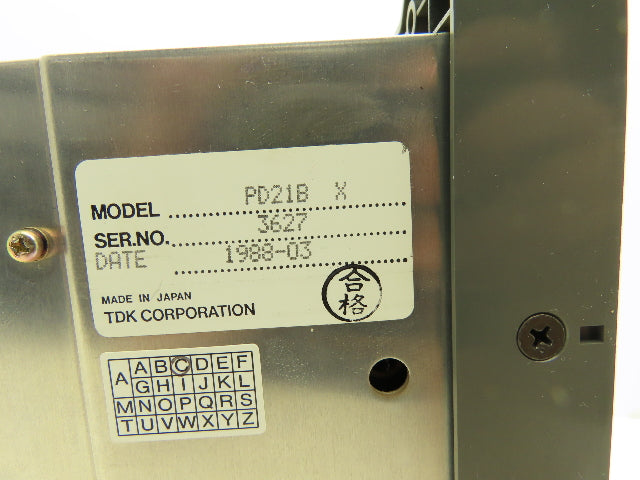 MODEL PD21B X
SER.NO. 3627
DATE 1988-03
MADE IN JAPAN
TDK CORPORATION
合格
A A B C D E F
G H I J K L
M N O P Q R S
T U V W X Y Z